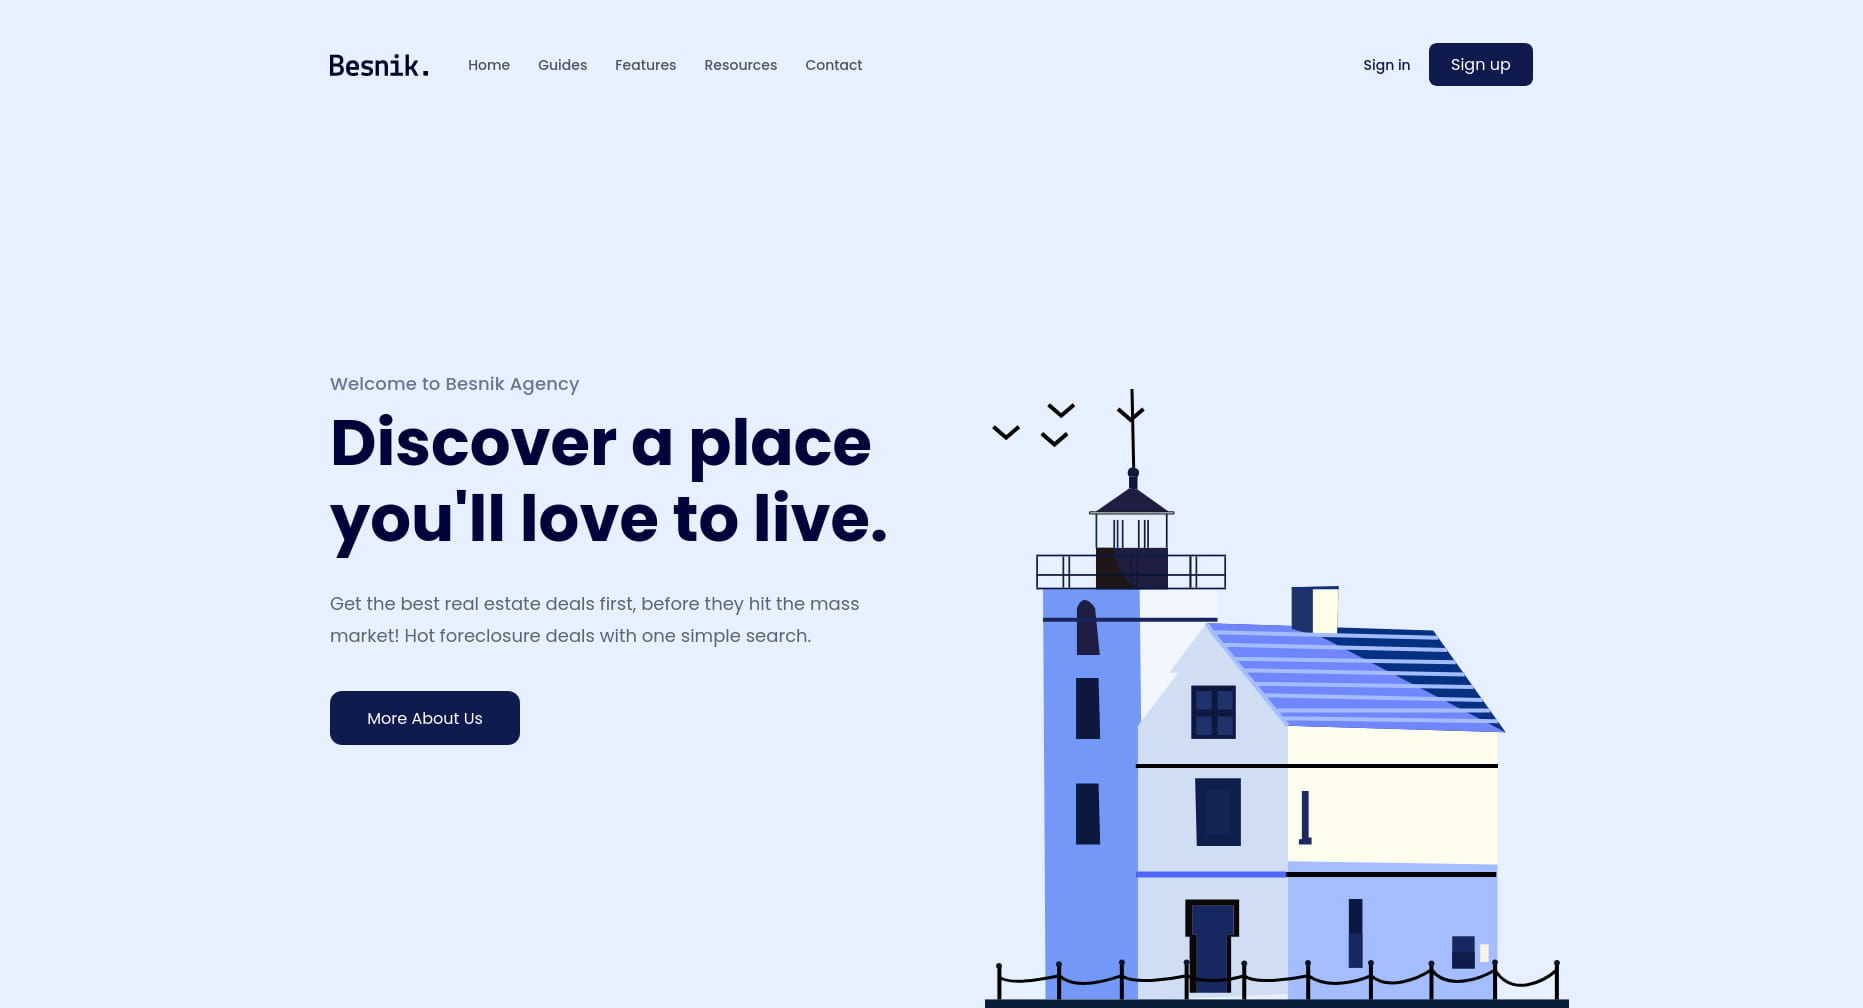 Besnik.
Home
Guides
Features
Resources
Contact
Sign in
Sign up
Welcome to Besnik Agency
Discover a place
you'll love to live.
Get the best real estate deals first, before they hit the mass
market! Hot foreclosure deals with one simple search.
More About Us